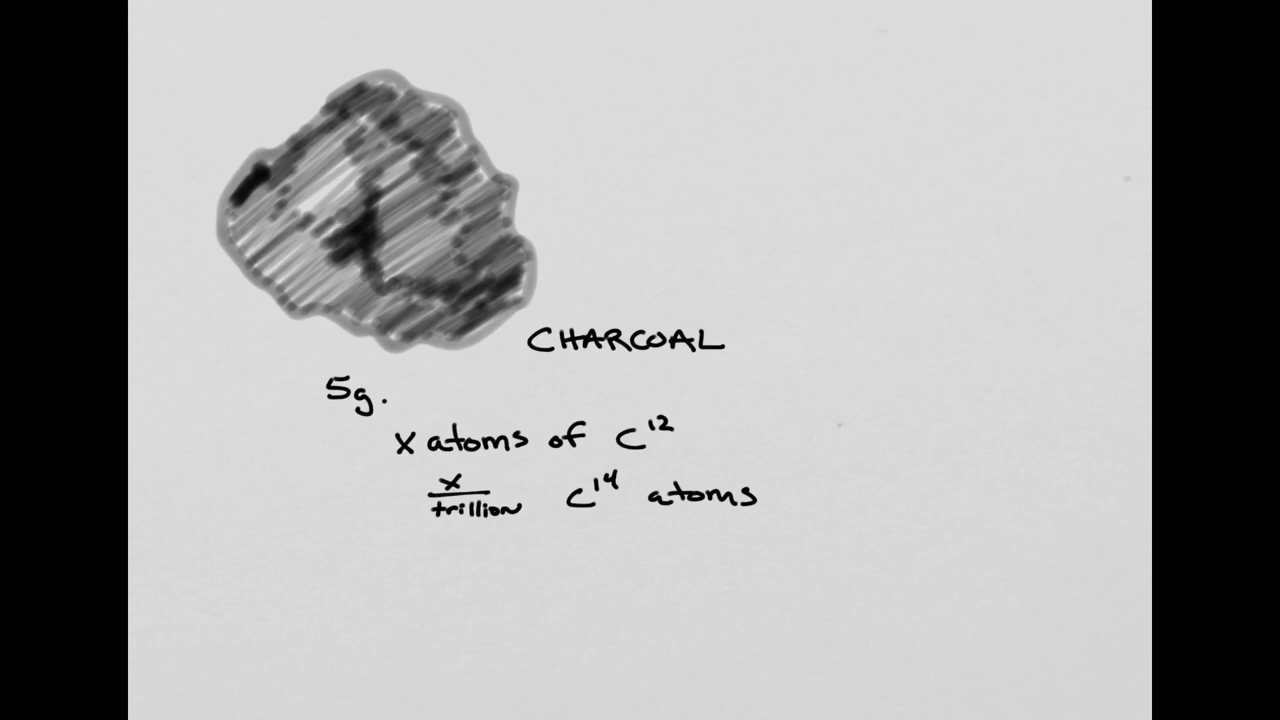 CHARCOAL
5g.
x atoms of C¹²
x
trillion C¹⁴ atoms